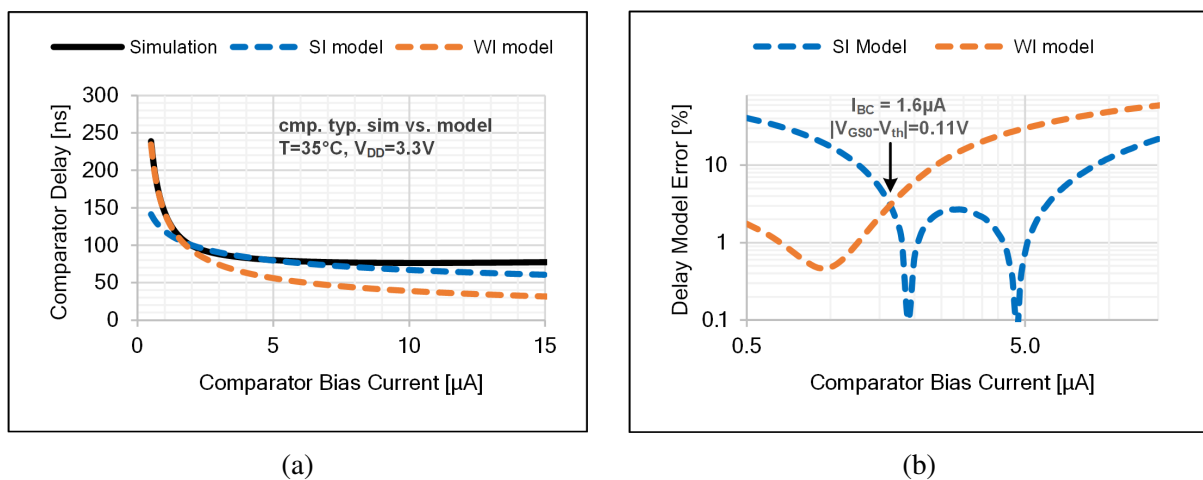 Simulation SI model WI model
300
250
200
150
100
50
0
Comparator Delay [ns]
cmp. typ. sim vs. model
T=35°C, V_DD=3.3V
0 5 10 15
Comparator Bias Current [µA]
(a)
SI Model WI model
I_BC = 1.6µA
|V_GS0-V_th|=0.11V
10
1
0.1
Delay Model Error [%]
0.5 5.0
Comparator Bias Current [µA]
(b)